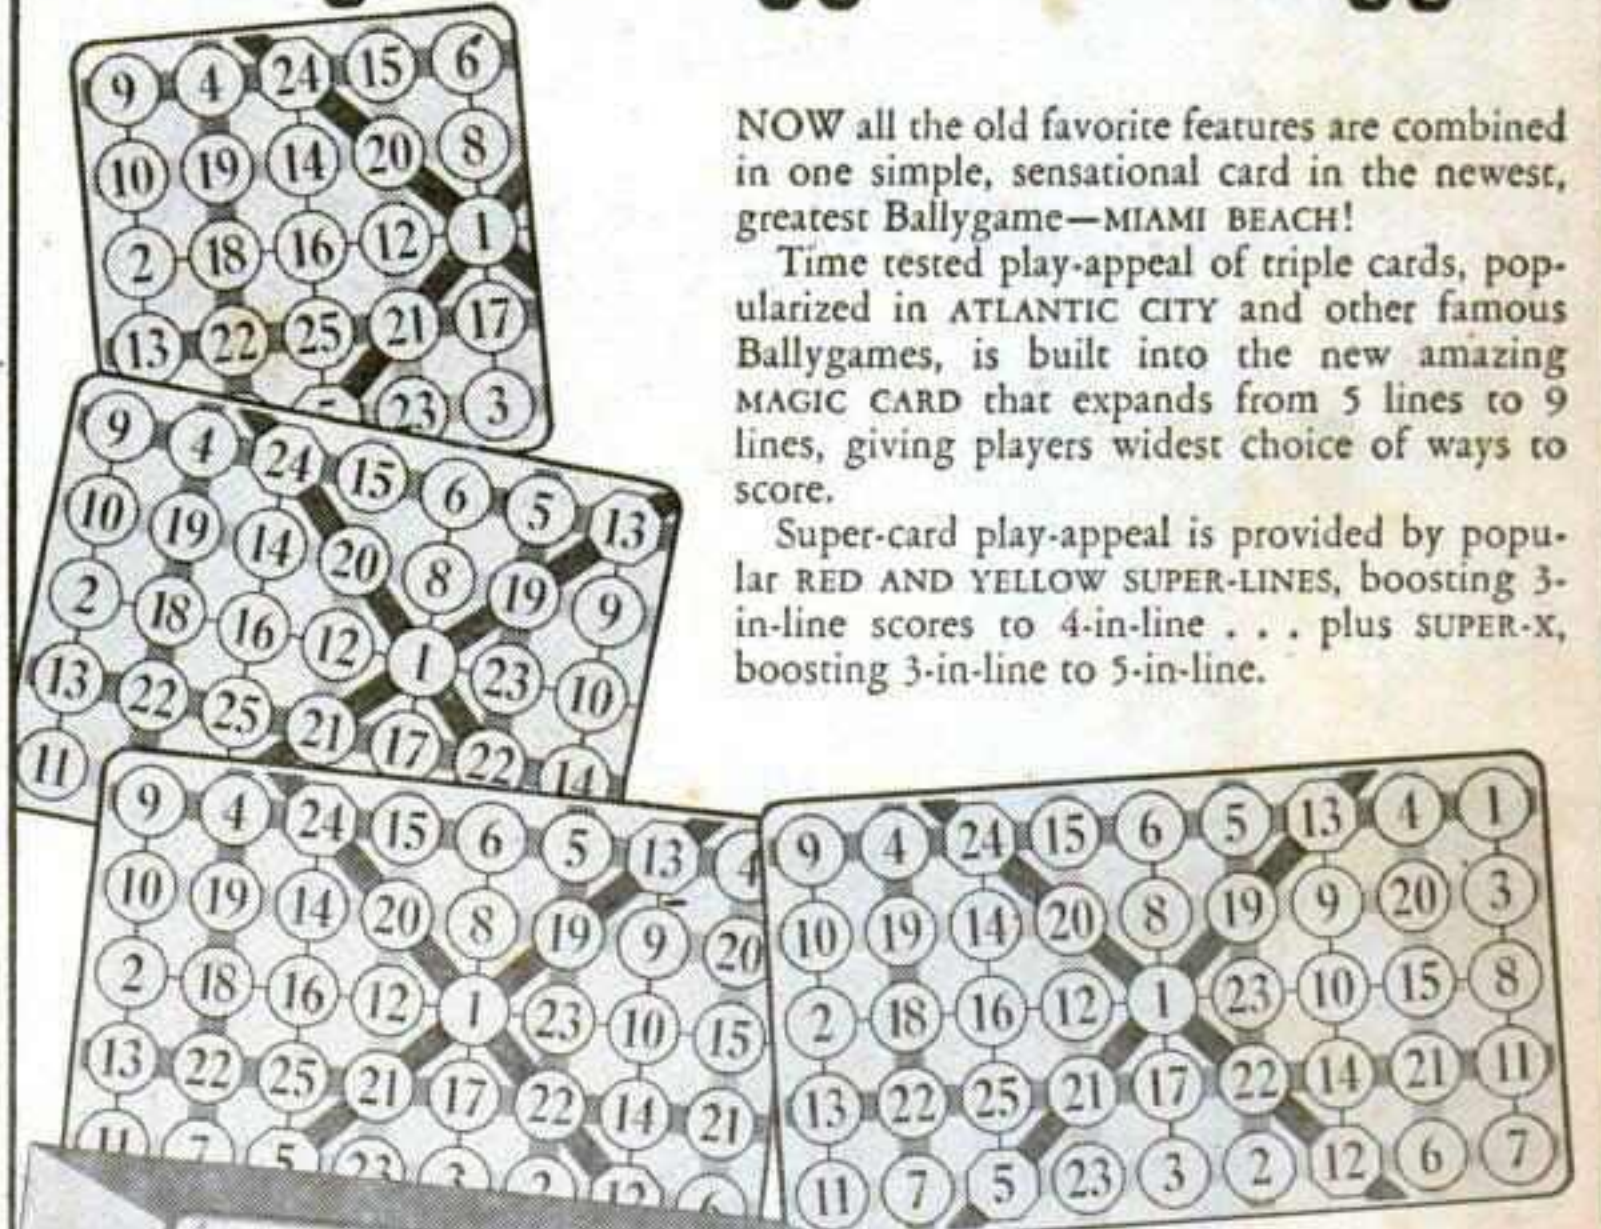 9 4 24 15 6
10 19 14 20 8
2 18 16 12 1
13 22 25 21 17
5 23 3
NOW all the old favorite features are combined
in one simple, sensational card in the newest,
greatest Ballygame—MIAMI BEACH!
Time tested play-appeal of triple cards, pop-
ularized in ATLANTIC CITY and other famous
Ballygames, is built into the new amazing
MAGIC CARD that expands from 5 lines to 9
lines, giving players widest choice of ways to
score.
Super-card play-appeal is provided by popu-
lar RED AND YELLOW SUPER-LINES, boosting 3-
in-line scores to 4-in-line . . . plus SUPER-X,
boosting 3-in-line to 5-in-line.
9 4 24 15 6 5 13
10 19 14 20 8 19 9
2 18 16 12 1 23 10
13 22 25 21 17 22 14
11
9 4 24 15 6 5 13 4
10 19 14 20 8 19 9 20
2 18 16 12 1 23 10 15
13 22 25 21 17 22 14 21
11 7 5 23 3 2 12 6
9 4 24 15 6 5 13 4 1
10 19 14 20 8 19 9 20 3
2 18 16 12 1 23 10 15 8
13 22 25 21 17 22 14 21 11
11 7 5 23 3 2 12 6 7